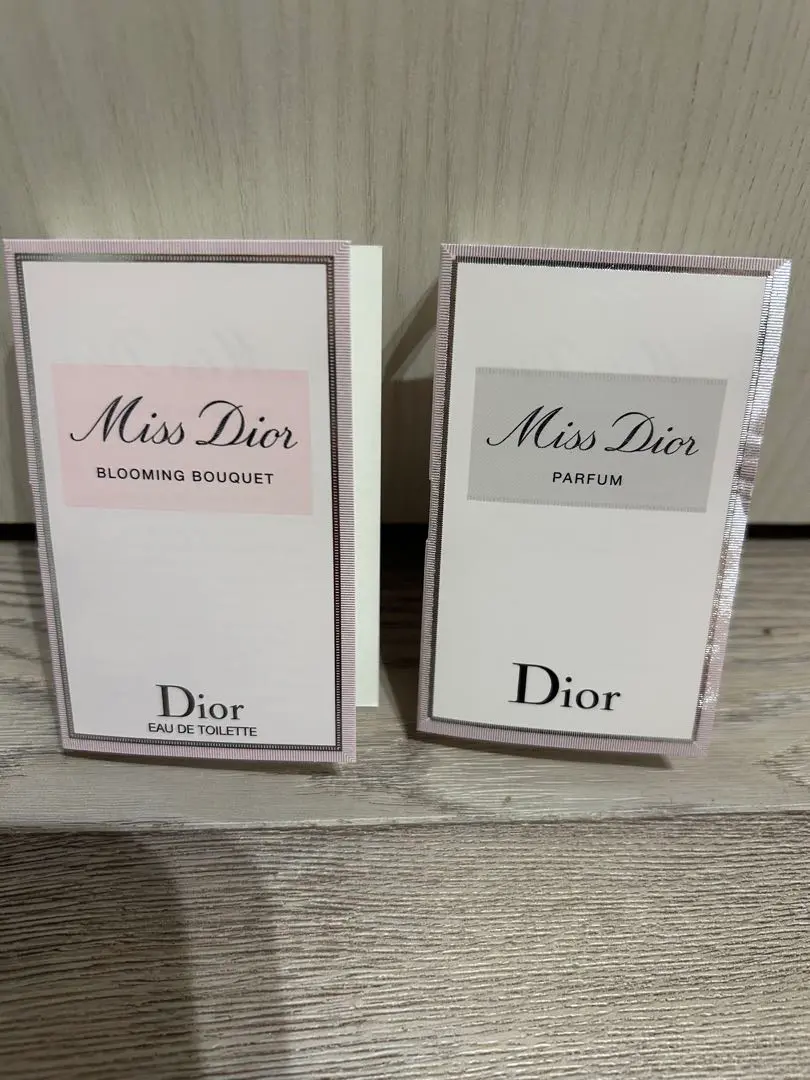 Miss Dior
BLOOMING BOUQUET
Dior
EAU DE TOILETTE
Miss Dior
PARFUM
Dior